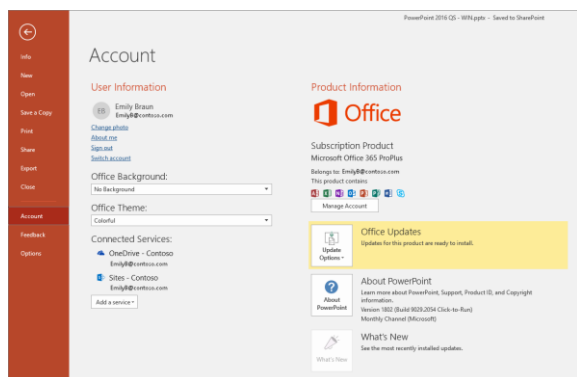 PowerPoint 2016 QS - WIN.pptx - Saved to SharePoint
Info
New
Open
Save a Copy
Print
Share
Export
Close
Account
Feedback
Options
Account
User Information
EB
Emily Braun
EmilyB@contoso.com
Change photo
About me
Sign out
Switch account
Office Background:
No Background
Office Theme:
Colorful
Connected Services:
OneDrive - Contoso
EmilyB@contoso.com
Sites - Contoso
EmilyB@contoso.com
Add a service
Product Information
Office
Subscription Product
Microsoft Office 365 ProPlus
Belongs to: EmilyB@contoso.com
This product contains
Manage Account
Update
Options
Office Updates
Updates for this product are ready to install.
About
PowerPoint
About PowerPoint
Learn more about PowerPoint, Support, Product ID, and Copyright
information.
Version 1802 (Build 9029.2054 Click-to-Run)
Monthly Channel (Microsoft)
What's New
What's New
See the most recently installed updates.